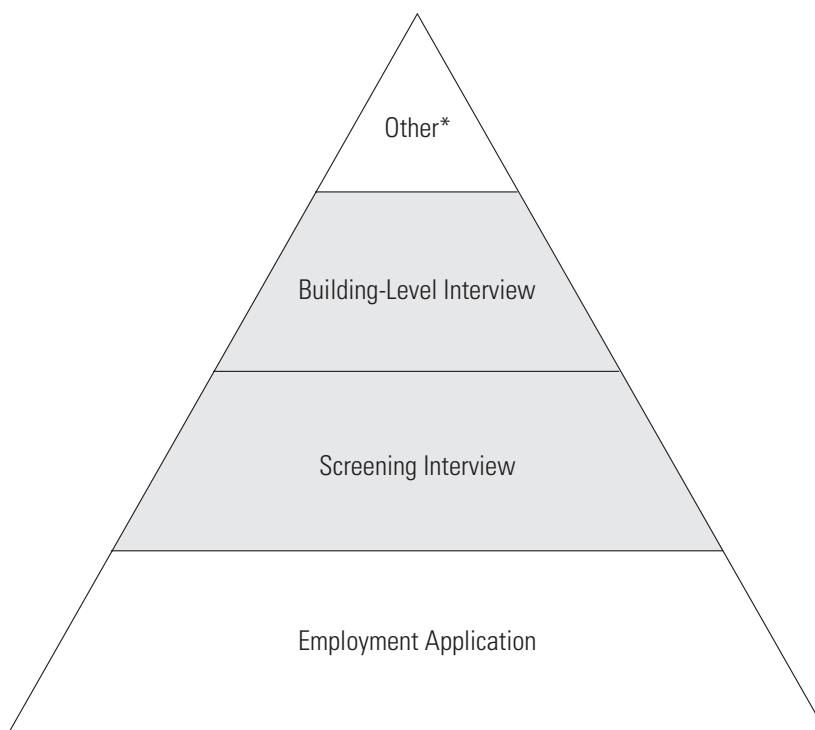 Other*
Building-Level Interview
Screening Interview
Employment Application